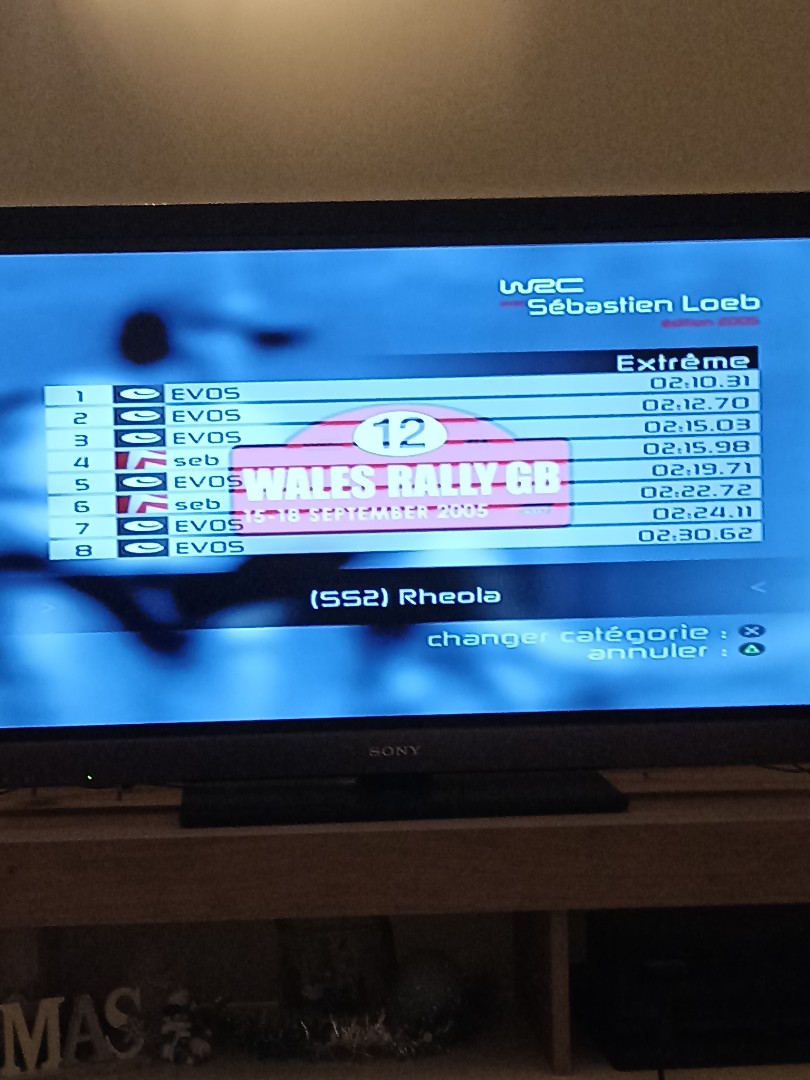 WRC
avec Sébastien Loeb
édition 2005
Extrême
1 EVOS 02:10.31
2 EVOS 02:12.70
3 EVOS 02:15.03
4 seb 02:15.98
5 EVOS 02:19.71
6 seb 02:22.72
7 EVOS 02:24.11
8 EVOS 02:30.62
12
WALES RALLY GB
15-18 SEPTEMBER 2005
(SS2) Rheola
changer catégorie :
annuler :
SONY
MAS